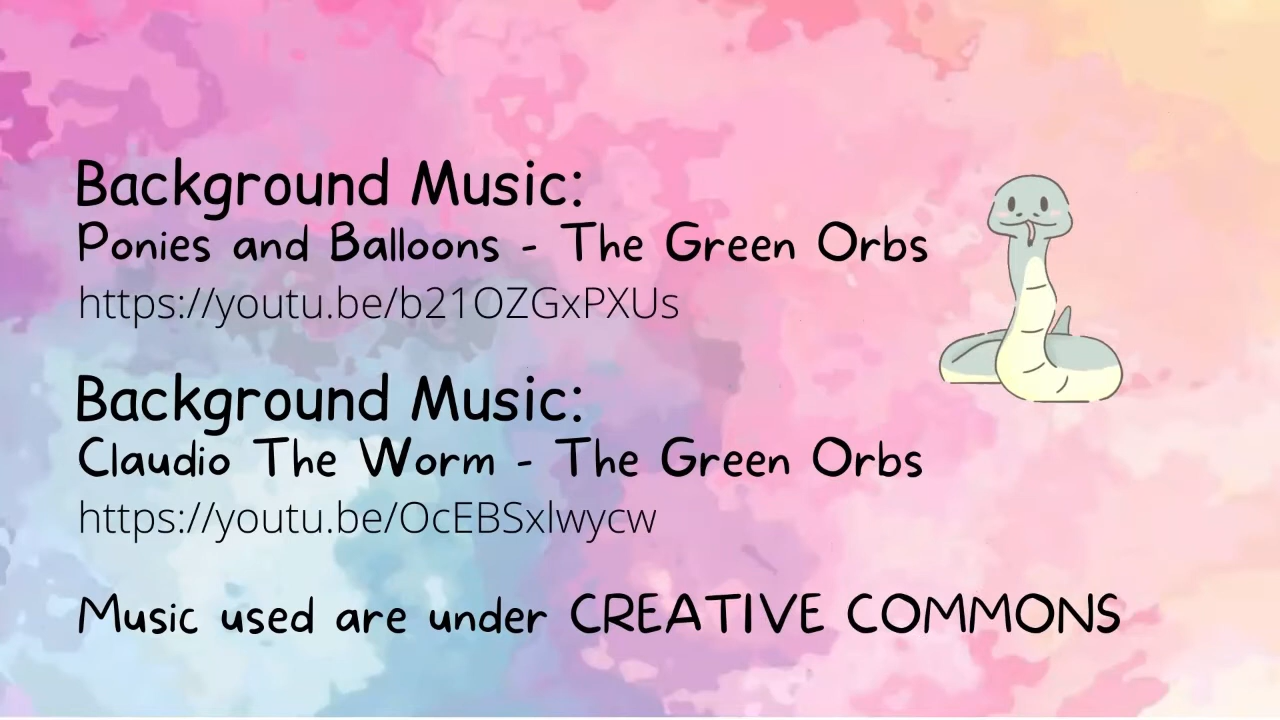 Background Music:
Ponies and Balloons - The Green Orbs
https://youtu.be/b21OZGxPXUs
Background Music:
Claudio The Worm - The Green Orbs
https://youtu.be/OcEBSxlwycw
Music used are under CREATIVE COMMONS